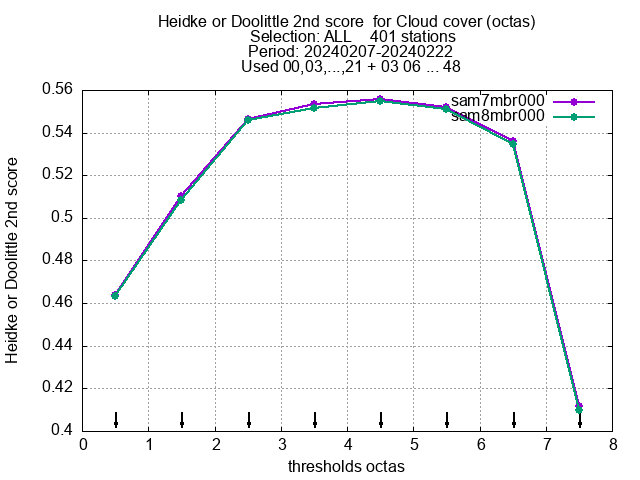 Heidke or Doolittle 2nd score  for Cloud cover (octas)
Selection: ALL    401 stations
Period: 20240207-20240222
Used 00,03,...,21 + 03 06 ... 48
sam7mbr000
sam8mbr000
Heidke or Doolittle 2nd score
0.56
0.54
0.52
0.5
0.48
0.46
0.44
0.42
0.4
0 1 2 3 4 5 6 7 8
thresholds octas